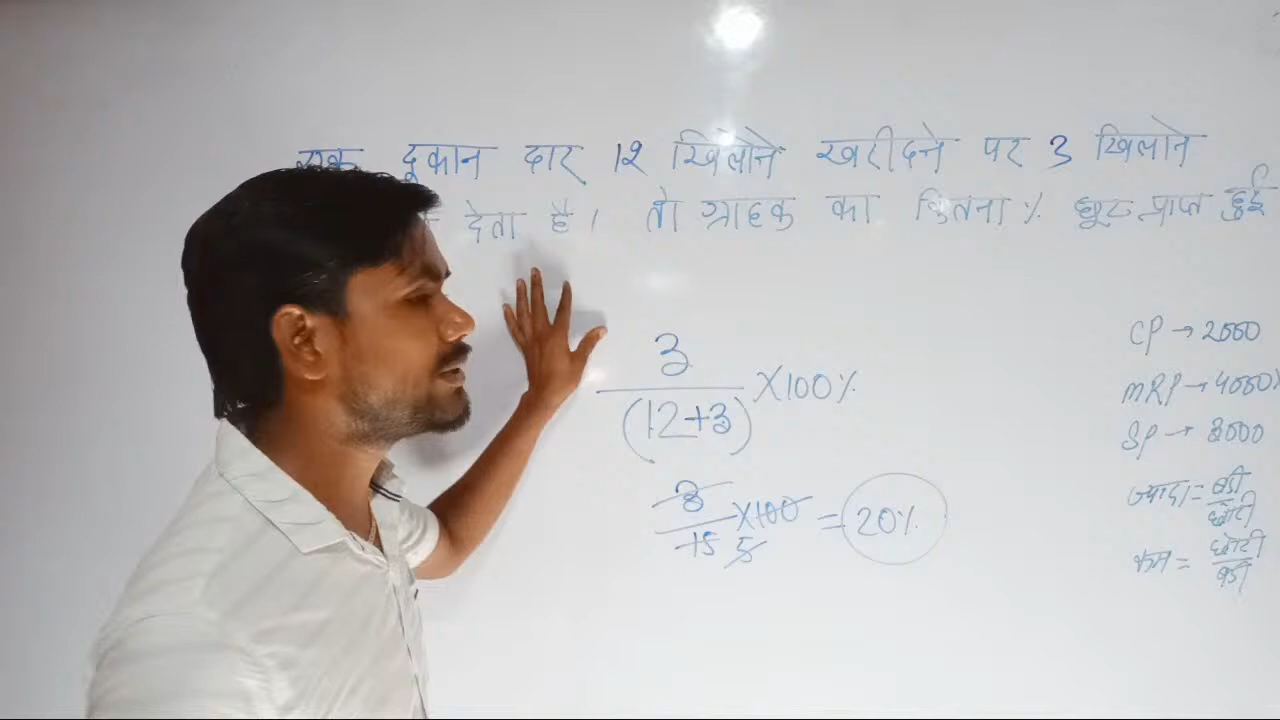 एक दूकान दार 12 खिलौने खरीदने पर 3 खिलौने
देता है। तो ग्राहक का कितना % छूट प्राप्त हुई
3
(12+3) X100%
3
15 5 X100 = 20%
CP → 2000
MRP → 4000
SP → 3000
ज्यादा = बडी
छोटी
कम = छोटी
बडी